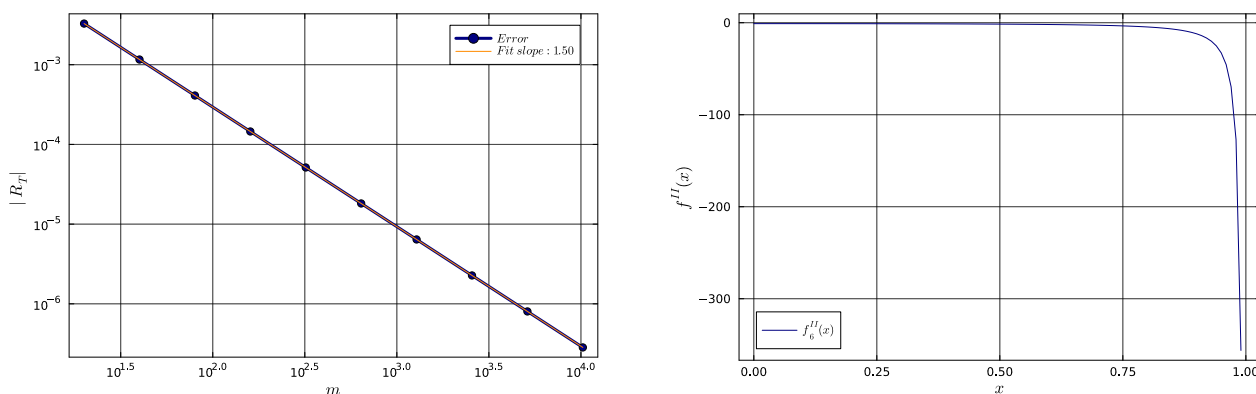 |R_T|
10^{-3}
10^{-4}
10^{-5}
10^{-6}
Error
Fit slope : 1.50
10^{1.5}
10^{2.0}
10^{2.5}
10^{3.0}
10^{3.5}
10^{4.0}
m
f^{II}(x)
0
−100
−200
−300
f_6^{II}(x)
0.00
0.25
0.50
0.75
1.00
x